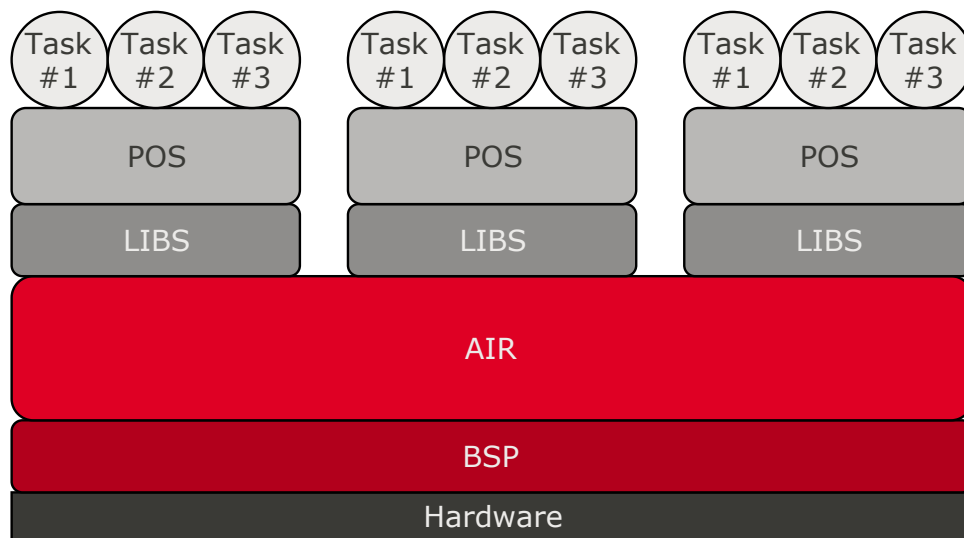 Task #1 Task #2 Task #3 Task #1 Task #2 Task #3 Task #1 Task #2 Task #3
POS POS POS
LIBS LIBS LIBS
AIR
BSP
Hardware